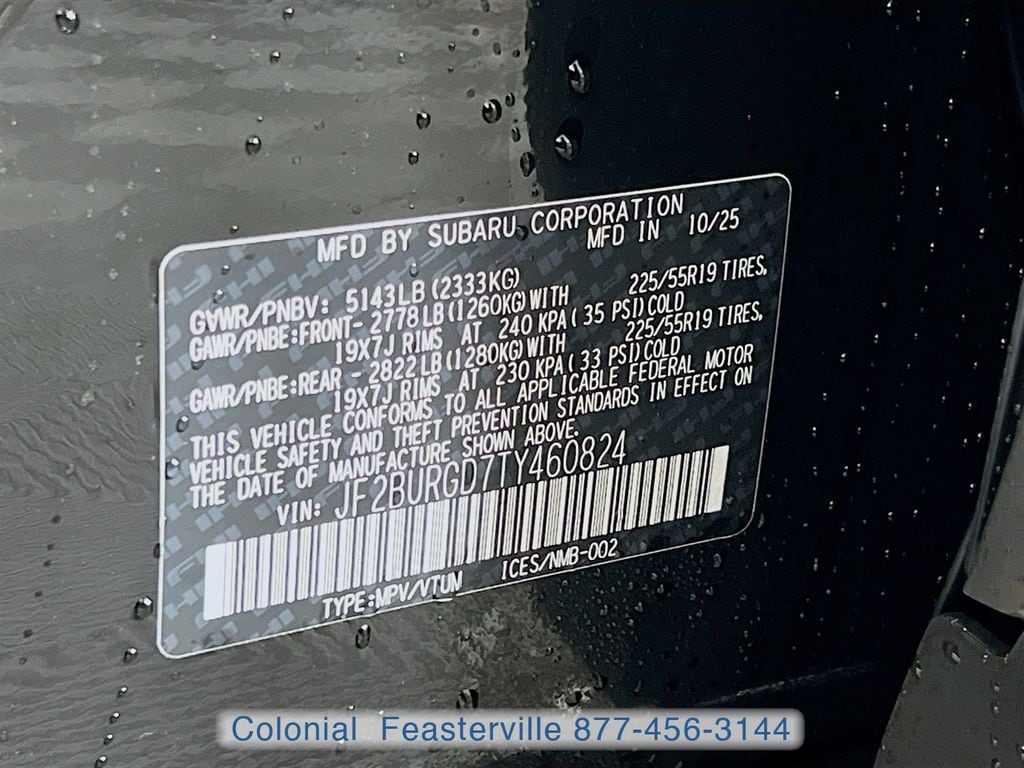 MFD BY SUBARU CORPORATION
MFD IN 10/25
GVWR/PNBV: 5143LB (2333KG)
GAWR/PNBE:FRONT- 2778LB(1260KG)WITH 225/55R19 TIRES,
19X7J RIMS AT 240 KPA( 35 PSI)COLD
GAWR/PNBE:REAR - 2822LB(1280KG)WITH 225/55R19 TIRES,
19X7J RIMS AT 230 KPA(33 PSI)COLD
THIS VEHICLE CONFORMS TO ALL APPLICABLE FEDERAL MOTOR
VEHICLE SAFETY AND THEFT PREVENTION STANDARDS IN EFFECT ON
THE DATE OF MANUFACTURE SHOWN ABOVE.
VIN: JF2BURGD7TY460824
TYPE:MPV/VTUM ICES/NMB-002
Colonial Feasterville 877-456-3144